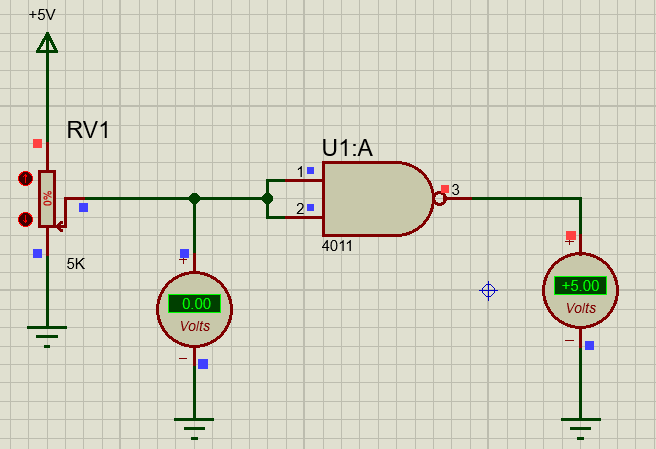 +5V
RV1
0%
5K
U1:A
1
2
3
4011
+
0.00
Volts
−
+
+5.00
Volts
−